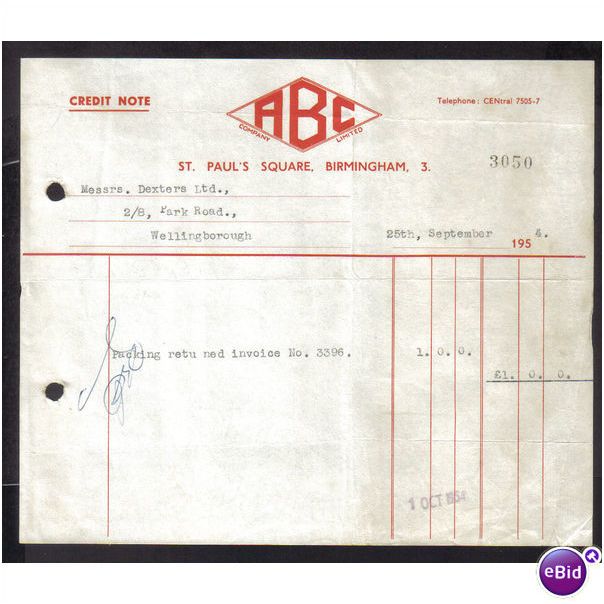 CREDIT NOTE
ABC
COMPANY LIMITED
Telephone: CENtral 7505-7
ST. PAUL'S SQUARE, BIRMINGHAM, 3.
3050
Messrs. Dexters Ltd.,
2/8, Park Road.,
Wellingborough
25th, September 1954.
Packing retu ned invoice No. 3396.
1. 0. 0.
£1. 0. 0.
1 OCT 1954
eBid